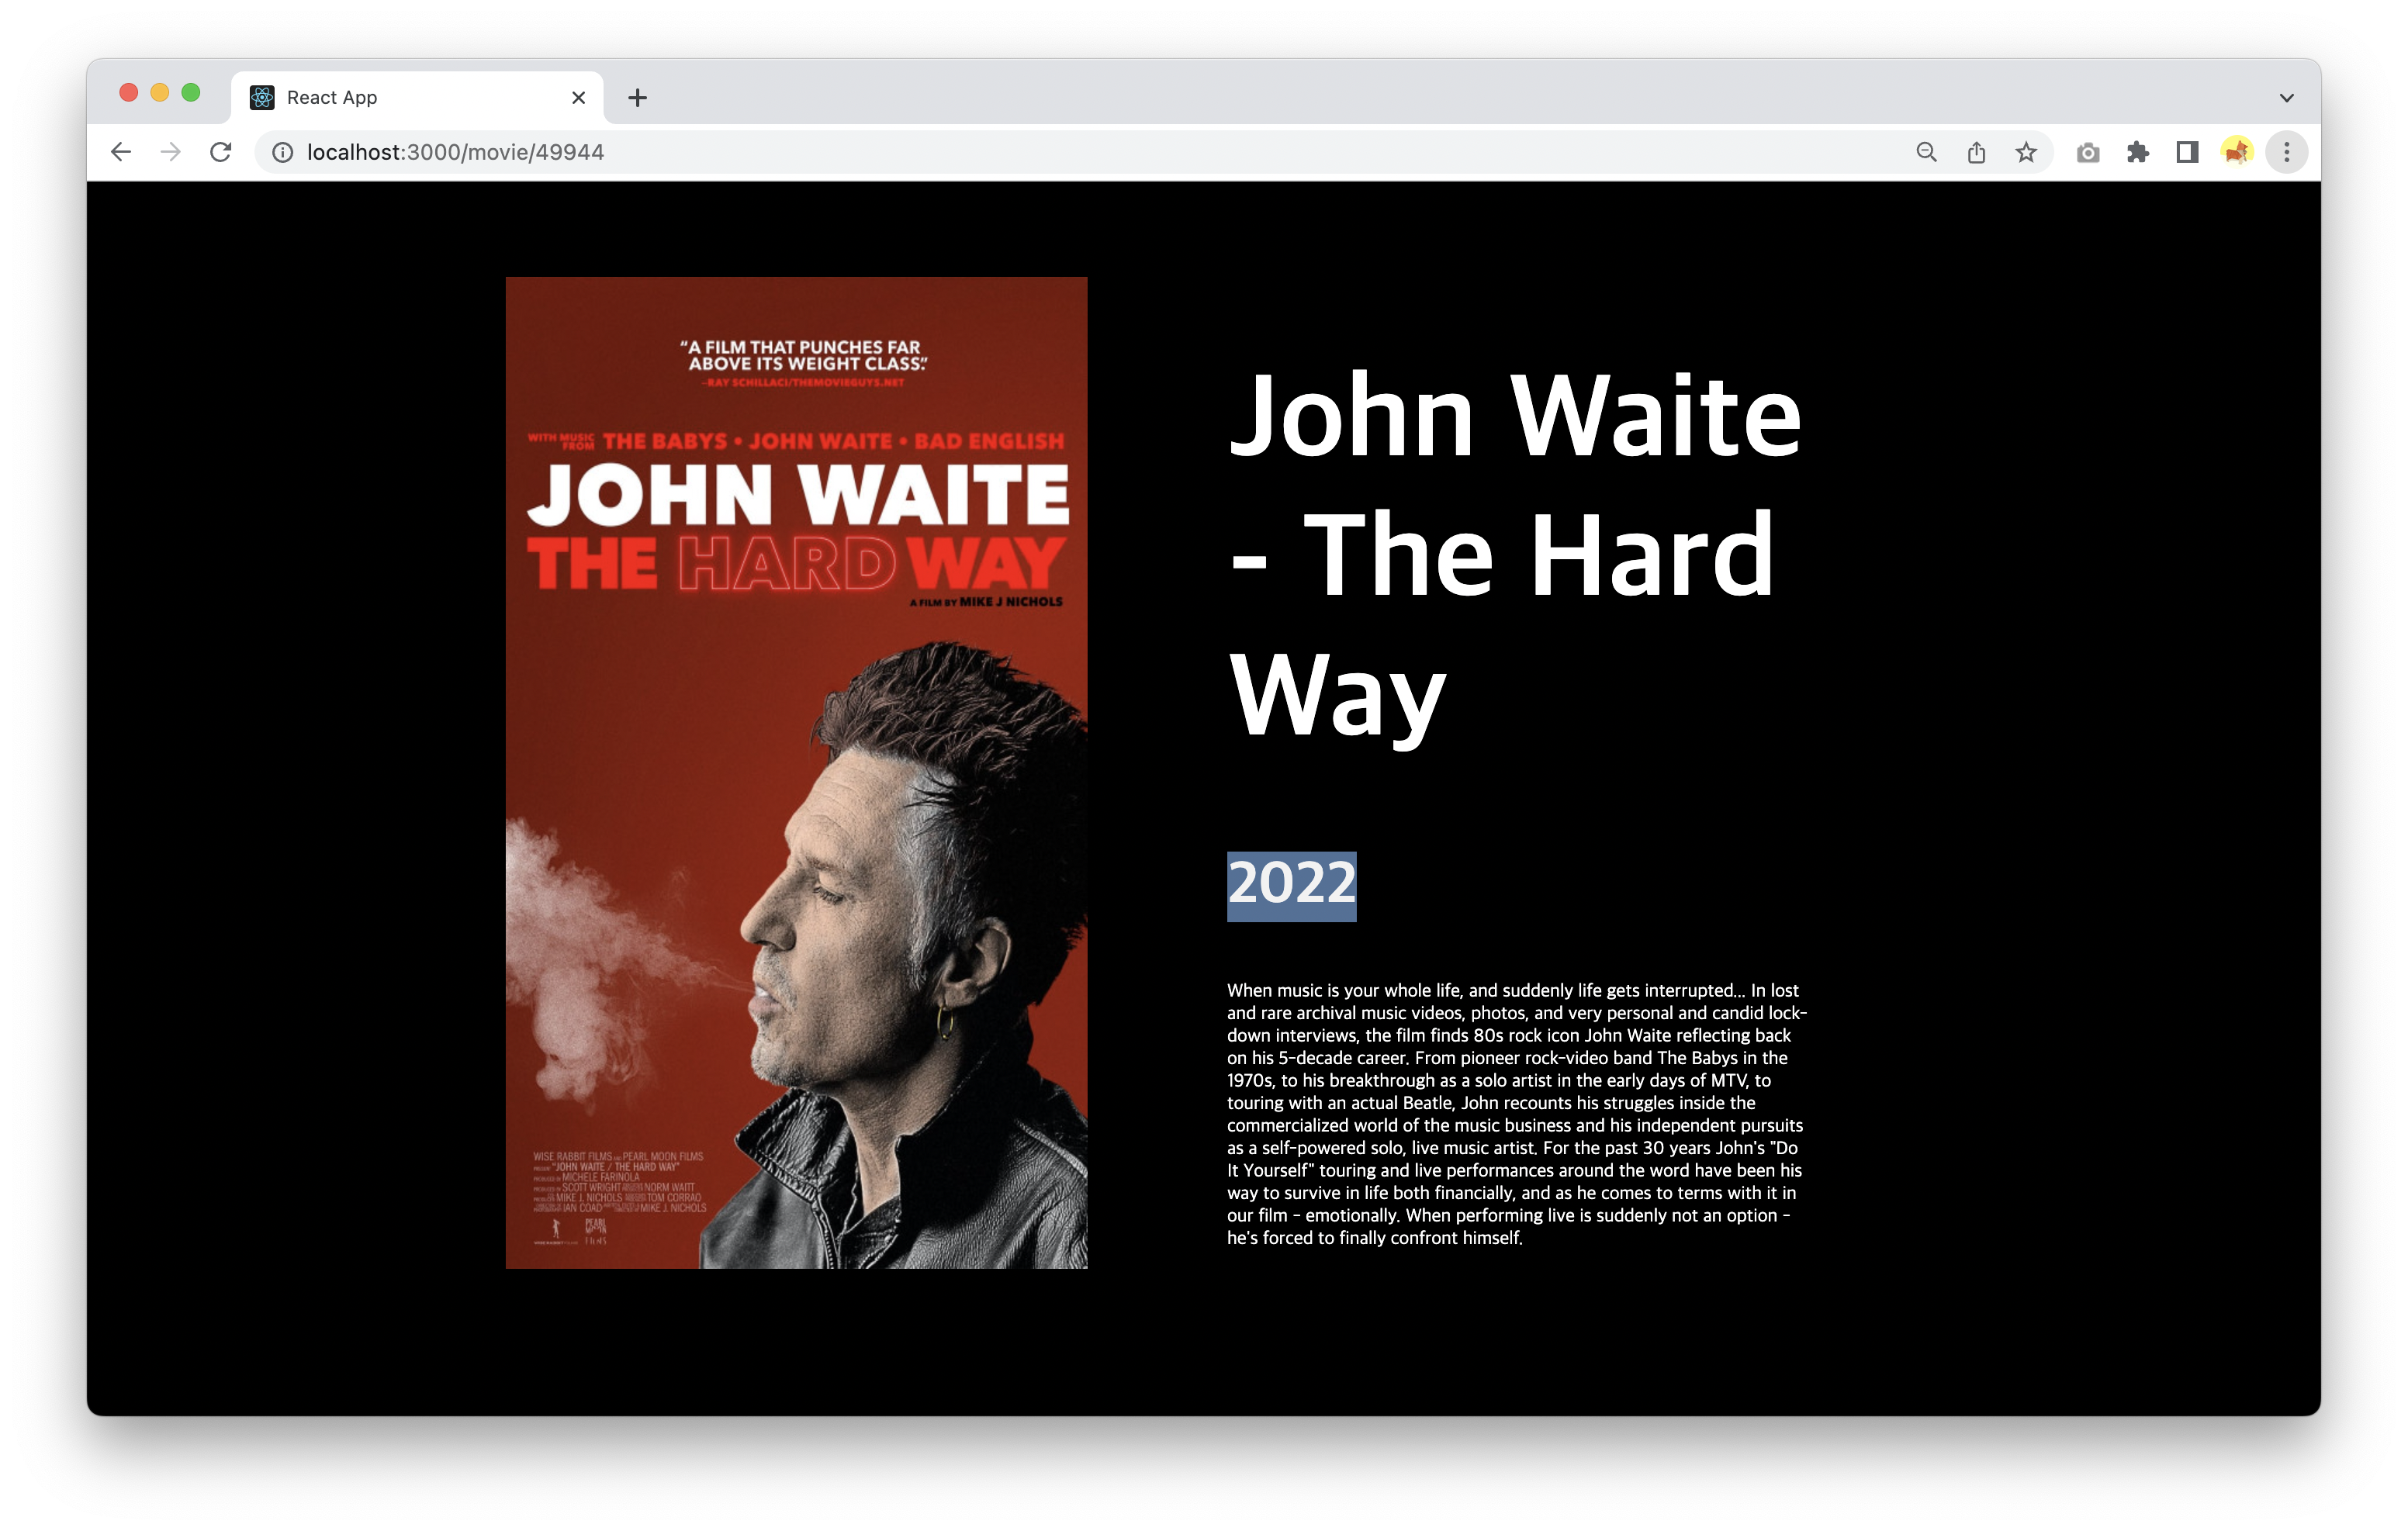 React App
localhost:3000/movie/49944
“A FILM THAT PUNCHES FAR
ABOVE ITS WEIGHT CLASS.”
–RAY SCHILLACI/THEMOVIEGUYS.NET
WITH MUSIC FROM THE BABYS • JOHN WAITE • BAD ENGLISH
JOHN WAITE
THE HARD WAY
A FILM BY MIKE J NICHOLS
WISE RABBIT FILMS AND PEARL MOON FILMS
PRESENT "JOHN WAITE / THE HARD WAY"
PRODUCED BY MICHELE FARINOLA
PRODUCED BY SCOTT WRIGHT NORM WAITT
MIKE J. NICHOLS TOM CORRAO
IAN COAD MIKE J. NICHOLS
PEARL
MOON
FILMS
John Waite
- The Hard
Way
2022
When music is your whole life, and suddenly life gets interrupted... In lost
and rare archival music videos, photos, and very personal and candid lock-
down interviews, the film finds 80s rock icon John Waite reflecting back
on his 5-decade career. From pioneer rock-video band The Babys in the
1970s, to his breakthrough as a solo artist in the early days of MTV, to
touring with an actual Beatle, John recounts his struggles inside the
commercialized world of the music business and his independent pursuits
as a self-powered solo, live music artist. For the past 30 years John's "Do
It Yourself" touring and live performances around the word have been his
way to survive in life both financially, and as he comes to terms with it in
our film - emotionally. When performing live is suddenly not an option -
he's forced to finally confront himself.